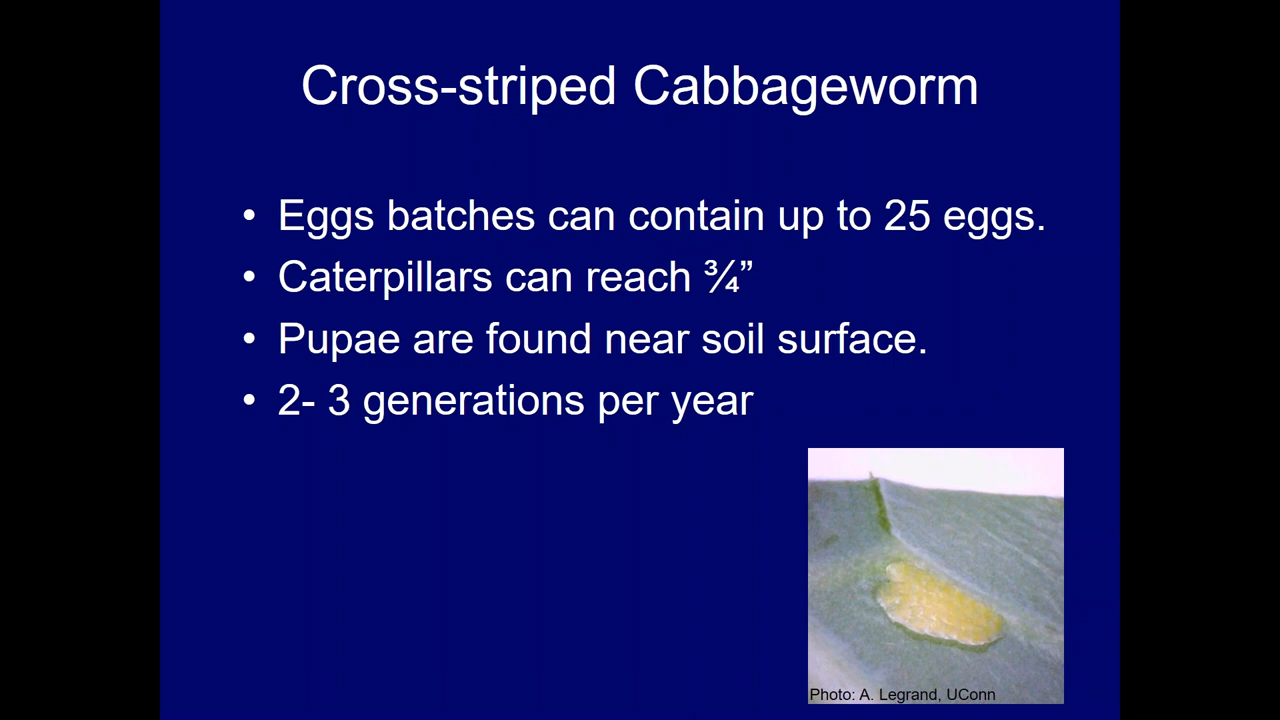 Cross-striped Cabbageworm
• Eggs batches can contain up to 25 eggs.
• Caterpillars can reach ¾”
• Pupae are found near soil surface.
• 2- 3 generations per year
Photo: A. Legrand, UConn